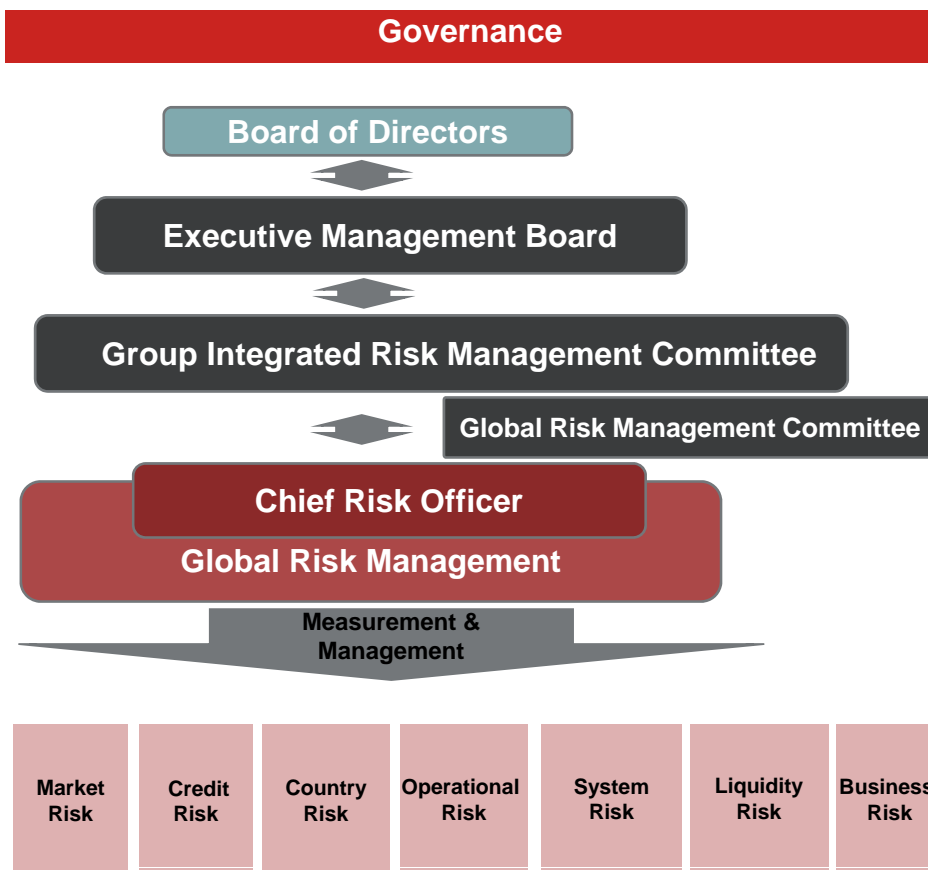 Governance
Board of Directors
Executive Management Board
Group Integrated Risk Management Committee
Global Risk Management Committee
Chief Risk Officer
Global Risk Management
Measurement &
Management
Market
Risk
Credit
Risk
Country
Risk
Operational
Risk
System
Risk
Liquidity
Risk
Business
Risk